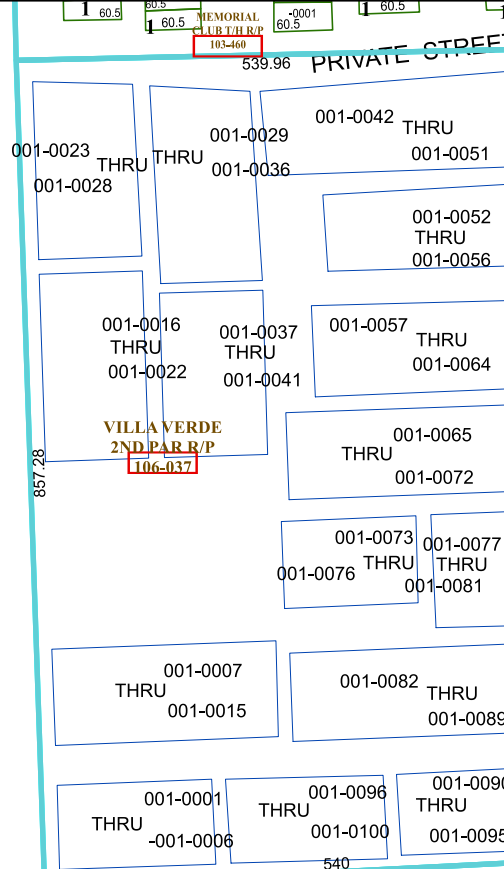 1
60.5
60.5
1
60.5
MEMORIAL
CLUB T/H R/P
103-460
-0001
60.5
1
60.5
539.96
PRIVATE STREET
001-0023
THRU
001-0028
001-0029
THRU
001-0036
001-0042
THRU
001-0051
001-0052
THRU
001-0056
001-0016
THRU
001-0022
001-0037
THRU
001-0041
001-0057
THRU
001-0064
VILLA VERDE
2ND PAR R/P
106-037
857.28
001-0065
THRU
001-0072
001-0073
THRU
001-0076
001-0077
THRU
001-0081
001-0007
THRU
001-0015
001-0082
THRU
001-0089
001-0001
THRU
-001-0006
001-0096
THRU
001-0100
001-0090
THRU
001-0095
540